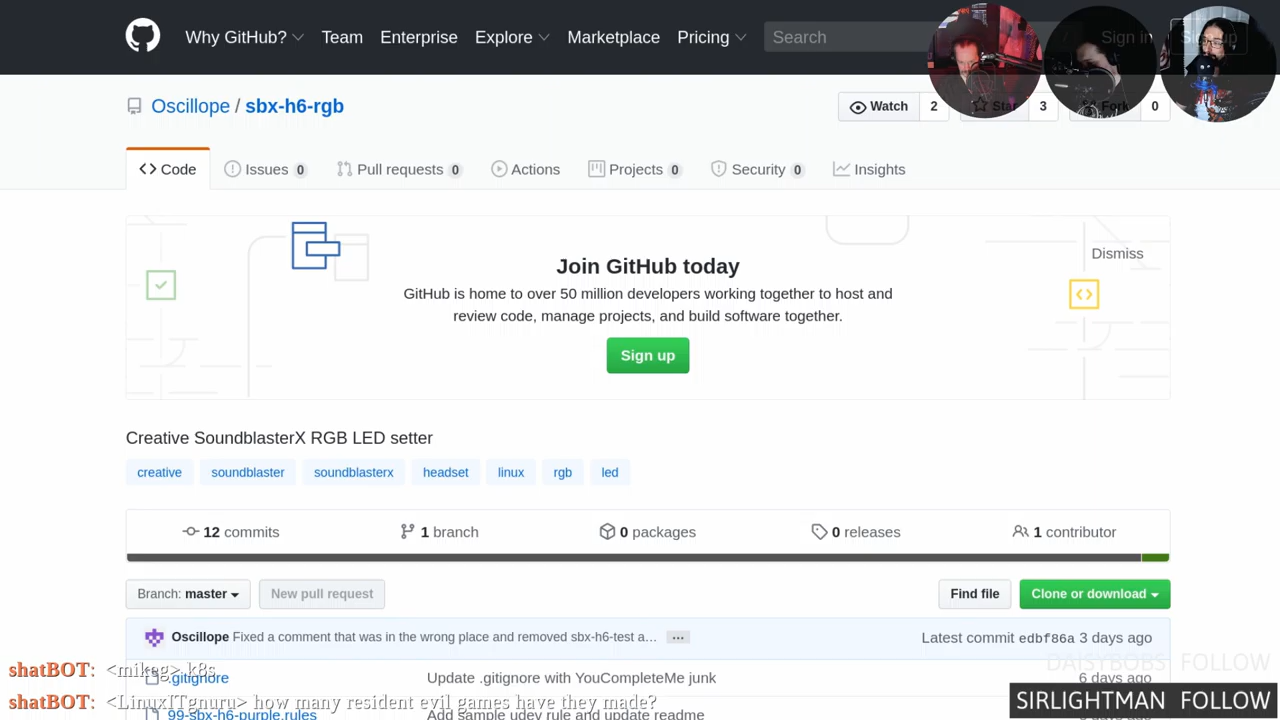 Why GitHub? Team Enterprise Explore Marketplace Pricing Search Sign in Sign up
Oscillope / sbx-h6-rgb
Watch 2 Star 3 Fork 0
Code Issues 0 Pull requests 0 Actions Projects 0 Security 0 Insights
Dismiss
Join GitHub today
GitHub is home to over 50 million developers working together to host and
review code, manage projects, and build software together.
Sign up
Creative SoundblasterX RGB LED setter
creative soundblaster soundblasterx headset linux rgb led
12 commits 1 branch 0 packages 0 releases 1 contributor
Branch: master New pull request Find file Clone or download
Oscillope Fixed a comment that was in the wrong place and removed sbx-h6-test a… ... Latest commit edbf86a 3 days ago
DAISYBOBS FOLLOW
shatBOT: <mikeg> k8s
.gitignore Update .gitignore with YouCompleteMe junk 6 days ago
SIRLIGHTMAN FOLLOW
shatBOT: <LinuxITgnuru> how many resident evil games have they made?
99-sbx-h6-purple.rules Add sample udev rule and update readme